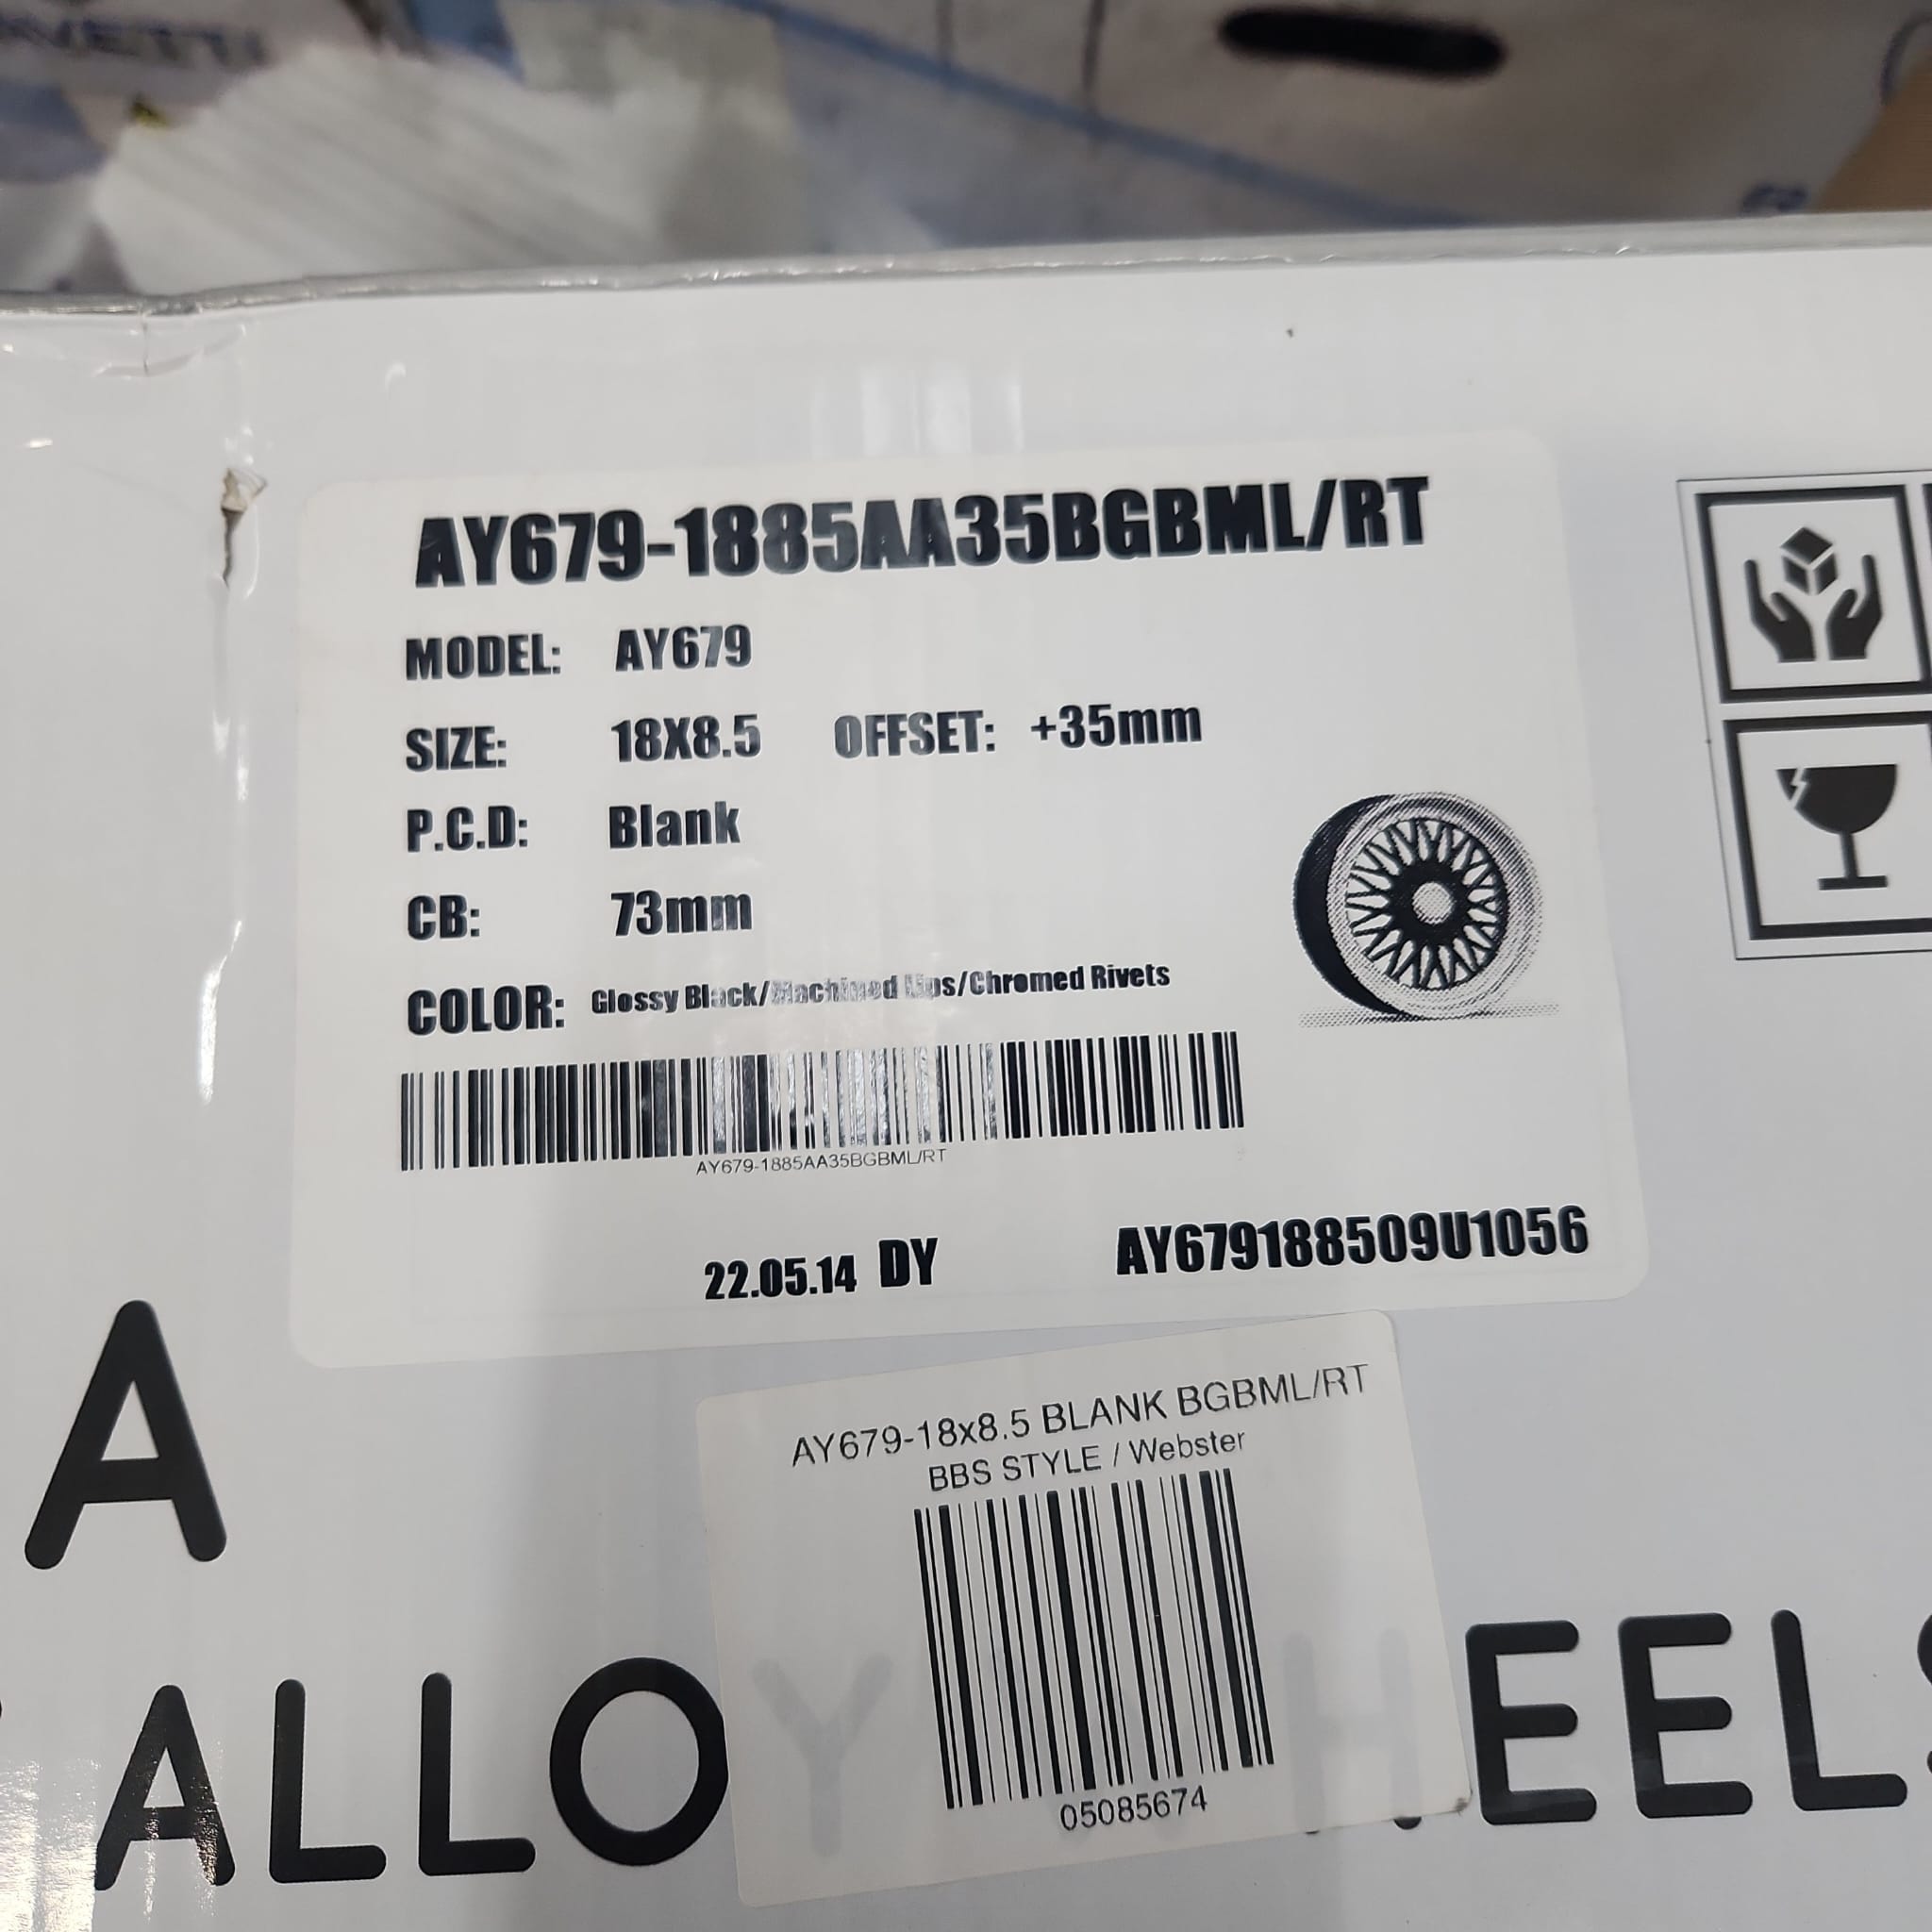 AY679-1885AA35BGBML/RT
MODEL: AY679
SIZE: 18X8.5 OFFSET: +35mm
P.C.D: Blank
CB: 73mm
COLOR: Glossy Black/Machined Lips/Chromed Rivets
AY679-1885AA35BGBML/RT
22.05.14 DY AY679188509U1056
A
AY679-18x8.5 BLANK BGBML/RT
BBS STYLE / Webster
05085674
ALLOY WHEELS